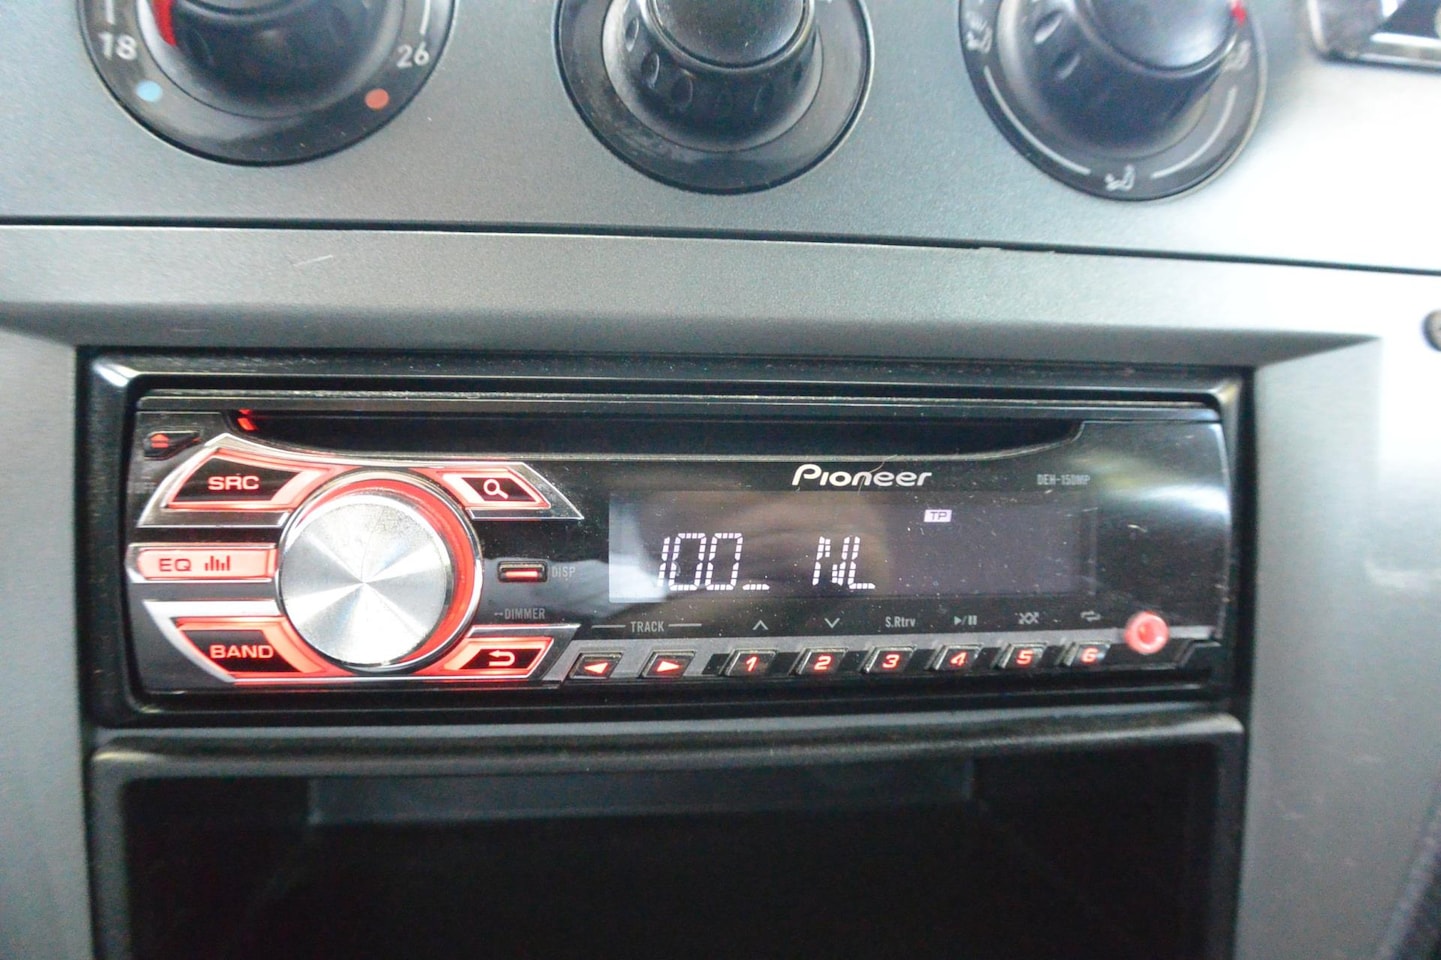 18 26
Pioneer
DEH-150MP
SRC
TP
EQ
100_ NL
DISP
DIMMER
TRACK S.Rtrv
BAND
1 2 3 4 5 6